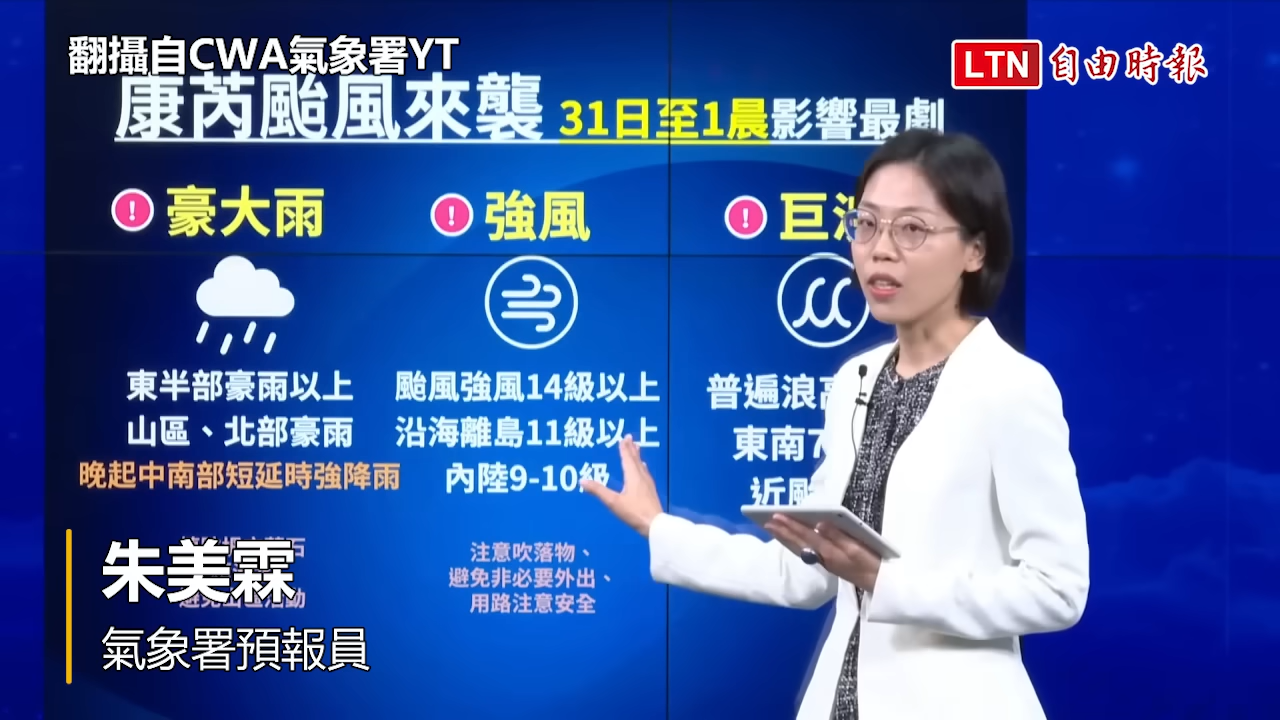 翻攝自CWA氣象署YT
LTN 自由時報
康芮颱風來襲 31日至1晨影響最劇
! 豪大雨
! 強風
! 巨
東半部豪雨以上
山區、北部豪雨
晚起中南部短延時強降雨
颱風強風14級以上
沿海離島11級以上
內陸9-10級
普遍浪高
東南7
近
注意吹落物、
避免非必要外出、
用路注意安全
朱美霖
氣象署預報員